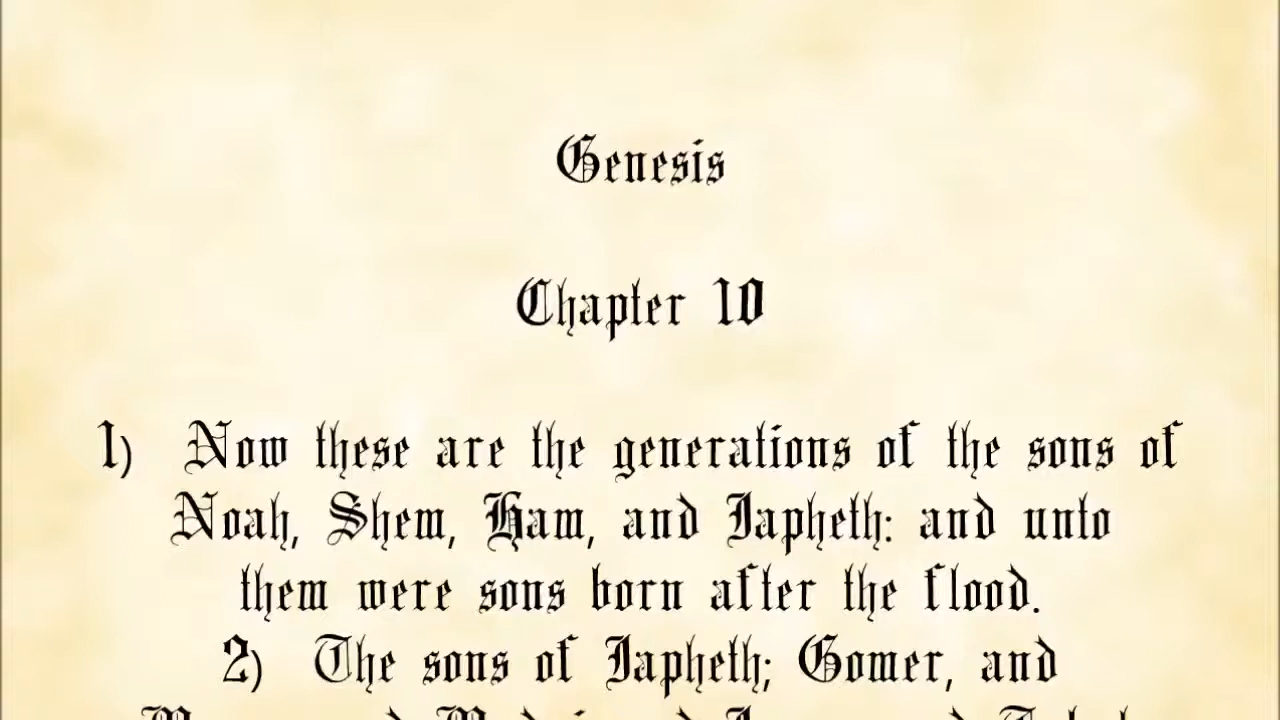 Genesis
Chapter 10
1) Now these are the generations of the sons of
Noah, Shem, Ham, and Japheth: and unto
them were sons born after the flood.
2) The sons of Japheth; Gomer, and